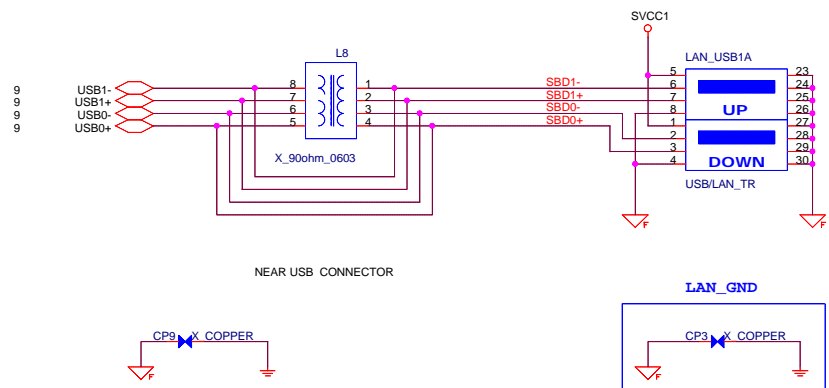 SVCC1
L8
LAN_USB1A
9 USB1- 8 1 SBD1- 5 23
9 USB1+ 7 2 SBD1+ 6 24
9 USB0- 6 3 SBD0- 7 25
9 USB0+ 5 4 SBD0+ 8 UP 26
1 27
2 28
3 29
4 DOWN 30
X_90ohm_0603
USB/LAN_TR
F F
NEAR USB CONNECTOR
LAN_GND
CP9 X_COPPER
CP3 X_COPPER
F F